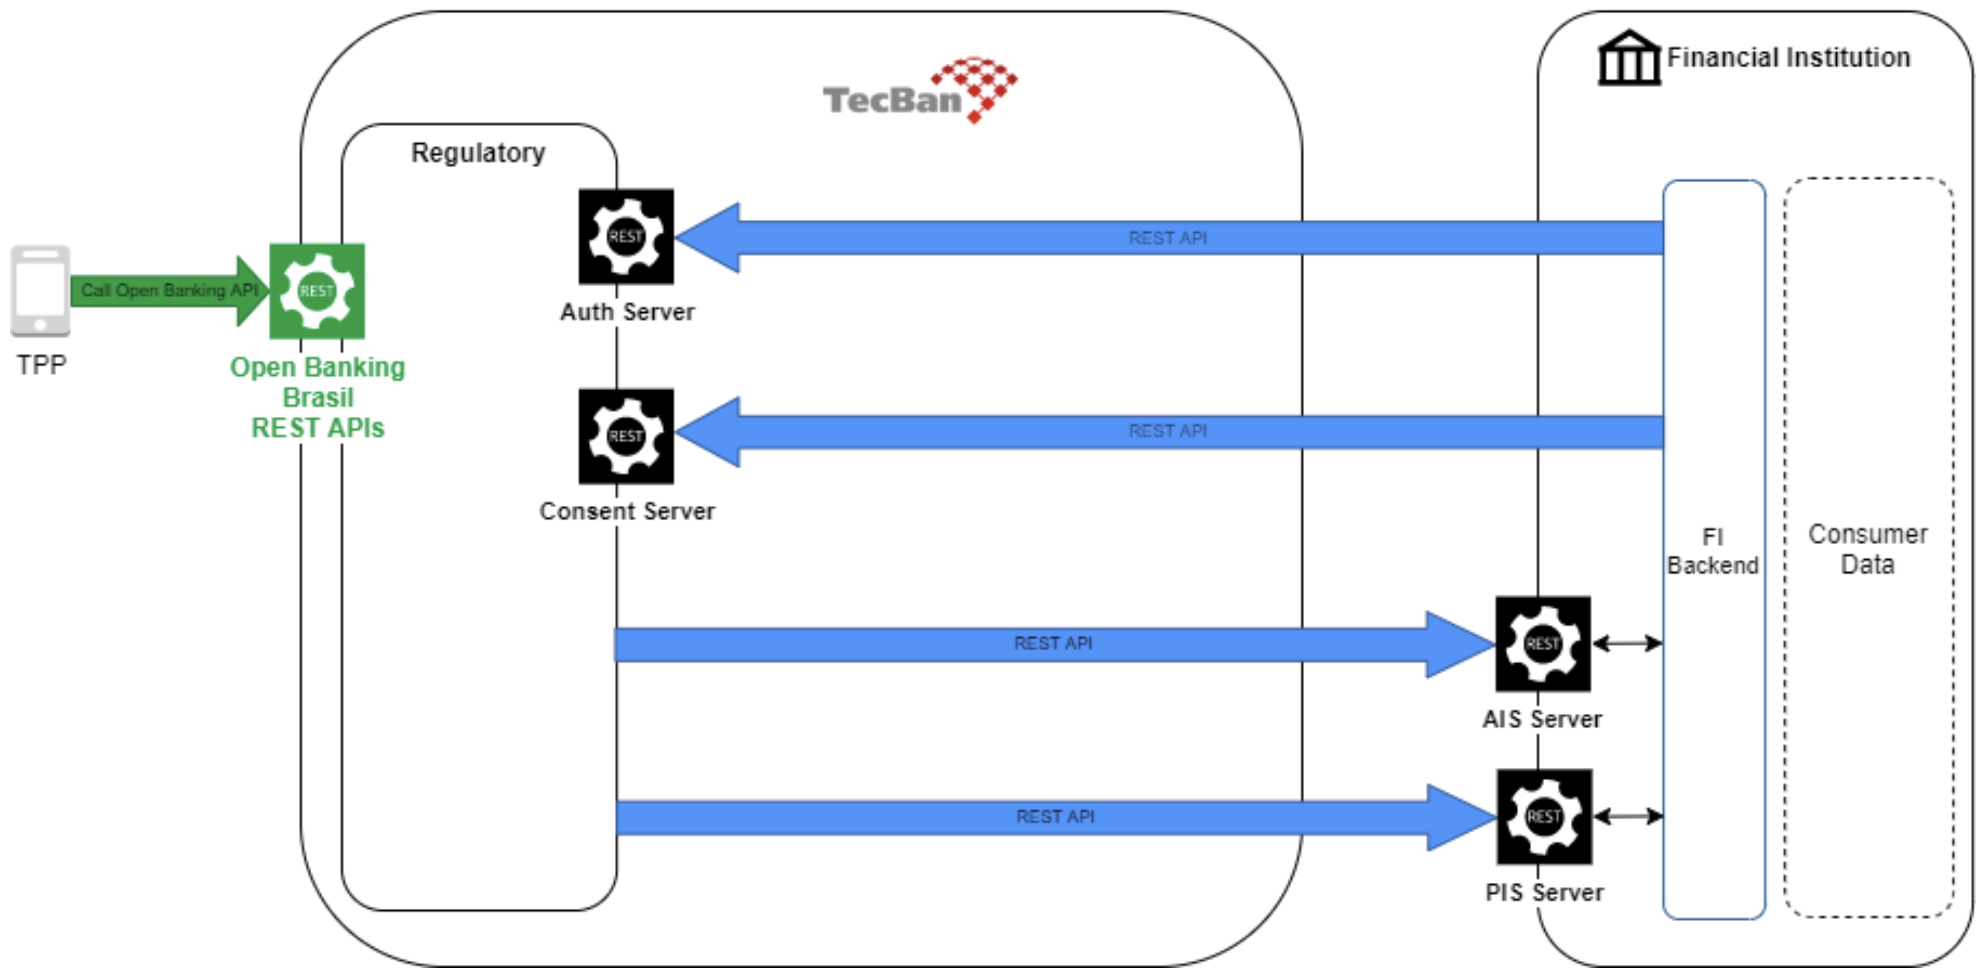 TecBan
Financial Institution
Regulatory
REST
REST API
Auth Server
Call Open Banking API
REST
TPP
Open Banking
Brasil
REST APIs
REST
REST API
Consent Server
FI
Backend
Consumer
Data
REST API
REST
AIS Server
REST API
REST
PIS Server